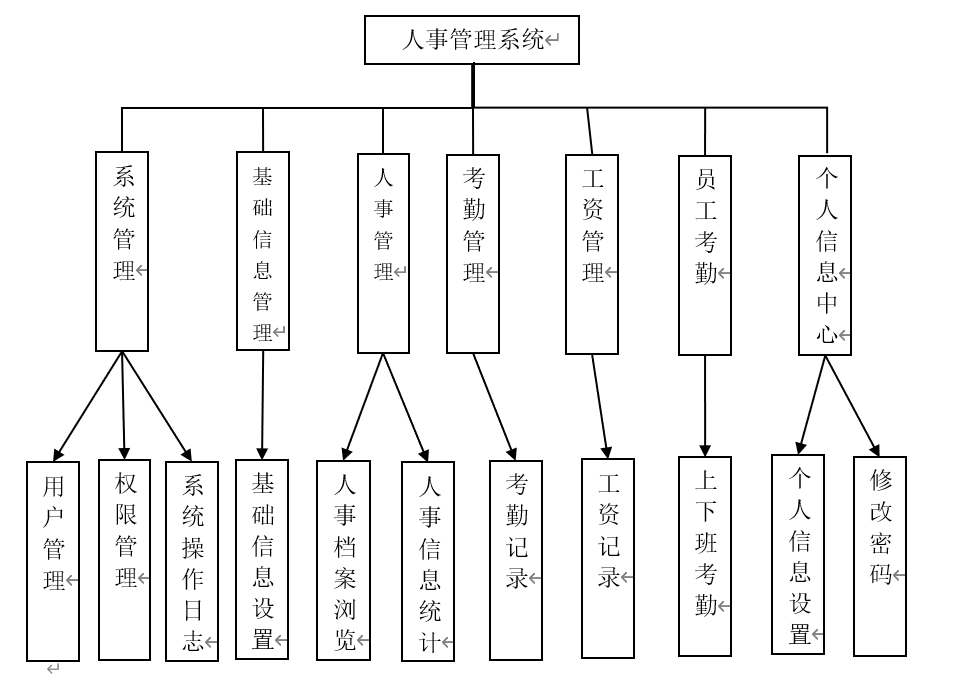 人事管理系统
系统管理
基础信息管理
人事管理
考勤管理
工资管理
员工考勤
个人信息中心
用户管理
权限管理
系统操作日志
基础信息设置
人事档案浏览
人事信息统计
考勤记录
工资记录
上下班考勤
个人信息设置
修改密码